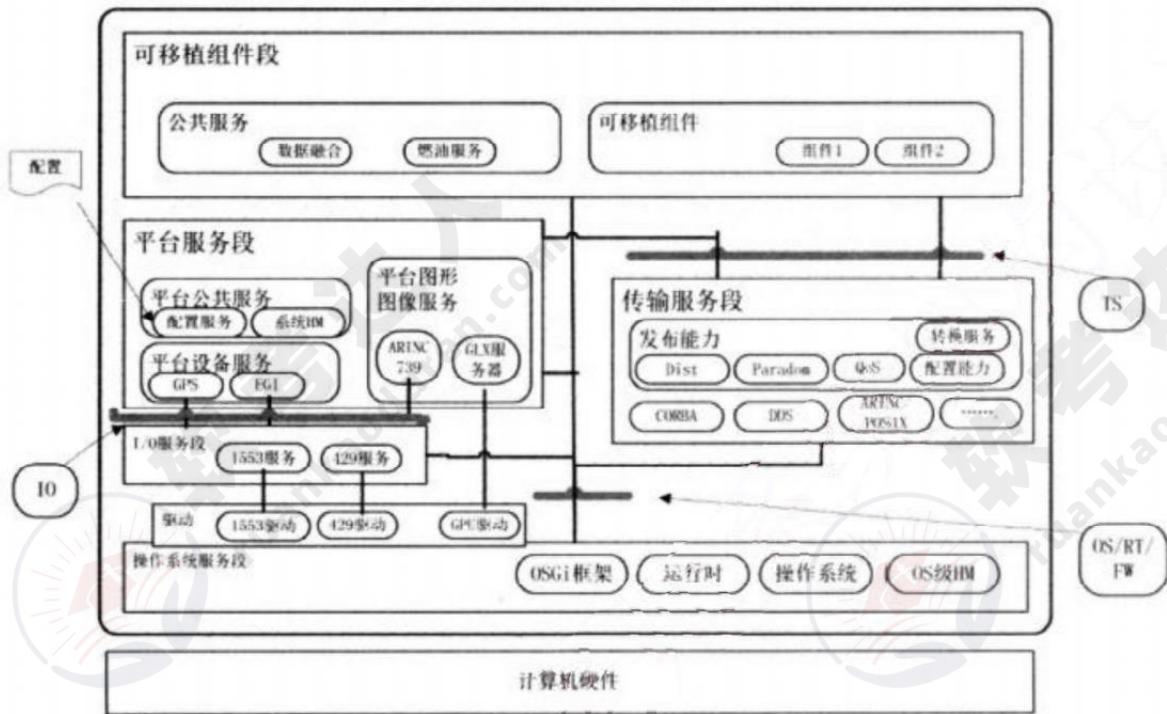 可移植组件段
公共服务
数据融合
燃油服务
可移植组件
组件1
组件2
配置
平台服务段
平台公共服务
配置服务
系统HM
平台设备服务
GPS
EGI
平台图形
图像服务
ARINC
739
GLX服
务器
TS
传输服务段
发布能力
转换服务
Dist
Paradom
QoS
配置能力
CORBA
DDS
ARINC
POSIX
......
I/O服务段
1553服务
429服务
IO
驱动
1553驱动
429驱动
GPU驱动
操作系统服务段
OSGi框架
运行时
操作系统
OS级HM
OS/RT/
FW
计算机硬件
软考达人
ruankaodaren.com